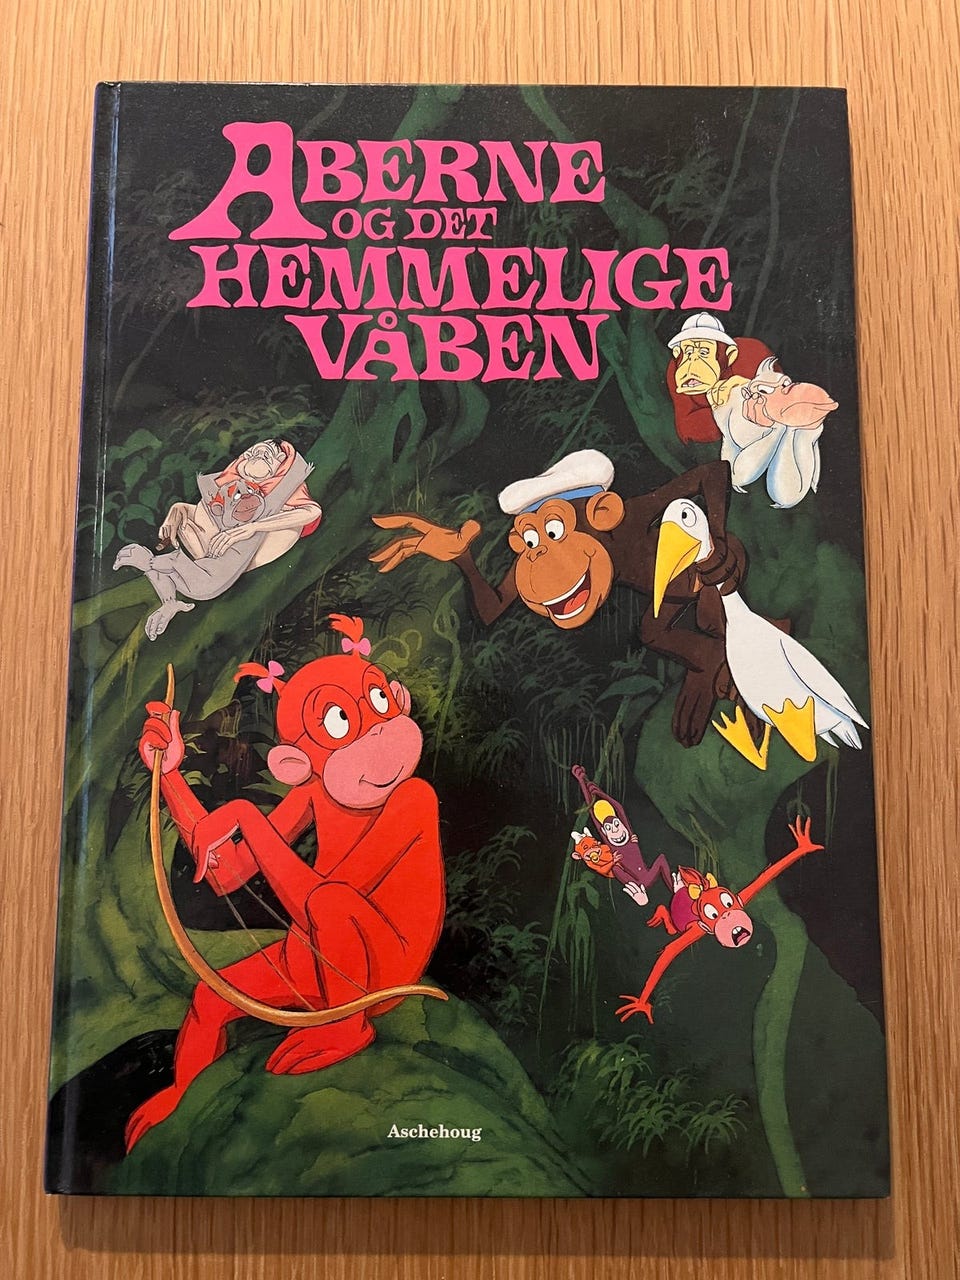 ABERNE
OG DET
HEMMELIGE
VÅBEN
Aschehoug